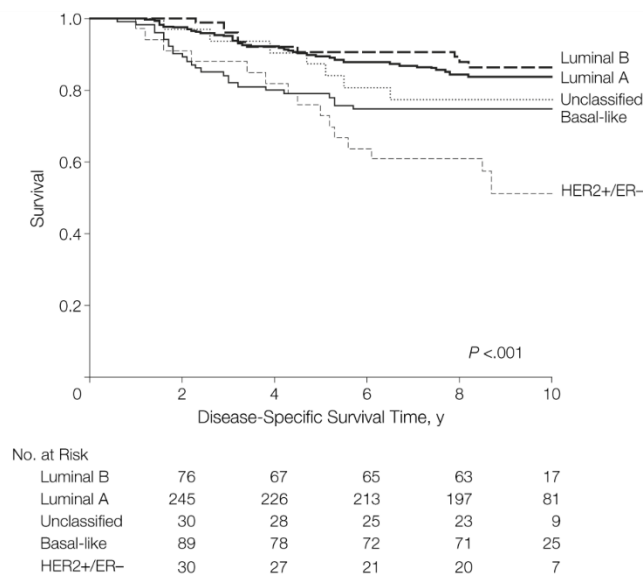 1.0
0.8
0.6
0.4
0.2
Survival
Luminal B
Luminal A
Unclassified
Basal-like
HER2+/ER−
P <.001
0 2 4 6 8 10
Disease-Specific Survival Time, y
No. at Risk
Luminal B 76 67 65 63 17
Luminal A 245 226 213 197 81
Unclassified 30 28 25 23 9
Basal-like 89 78 72 71 25
HER2+/ER− 30 27 21 20 7